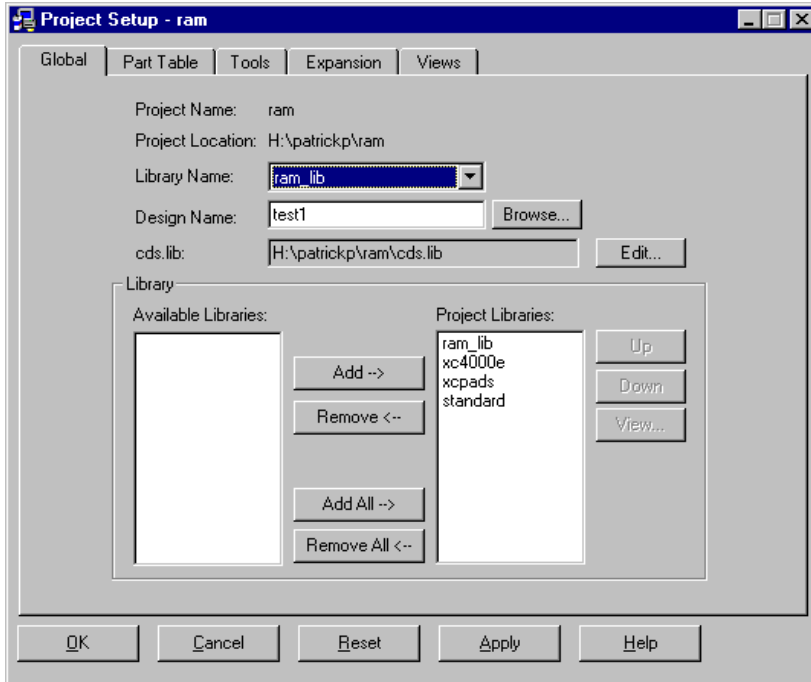 Project Setup - ram
Global Part Table Tools Expansion Views
Project Name: ram
Project Location: H:\patrickp\ram
Library Name: ram_lib
Design Name: test1 Browse...
cds.lib: H:\patrickp\ram\cds.lib Edit...
Library
Available Libraries: Project Libraries:
ram_lib
xc4000e
xcpads
standard
Add -->
Remove <--
Add All -->
Remove All <--
Up
Down
View...
OK Cancel Reset Apply Help